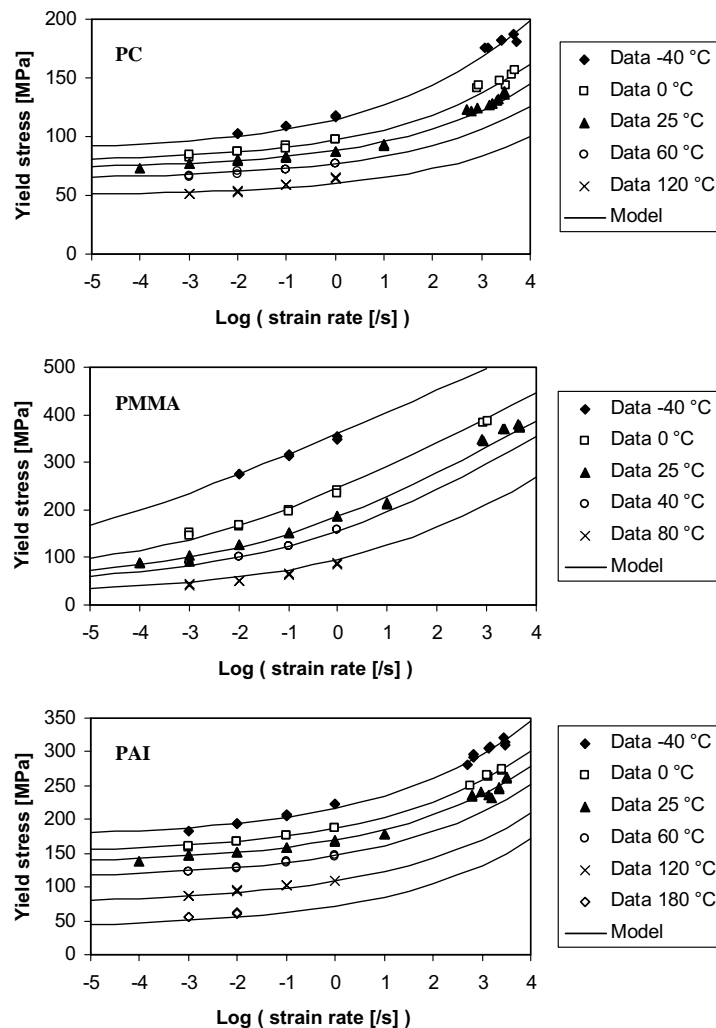 PC
Yield stress [MPa]
200
150
100
50
0
-5 -4 -3 -2 -1 0 1 2 3 4
Log ( strain rate [/s] )
Data -40 °C
Data 0 °C
Data 25 °C
Data 60 °C
Data 120 °C
Model
PMMA
Yield stress [MPa]
500
400
300
200
100
0
-5 -4 -3 -2 -1 0 1 2 3 4
Log ( strain rate [/s] )
Data -40 °C
Data 0 °C
Data 25 °C
Data 40 °C
Data 80 °C
Model
PAI
Yield stress [MPa]
350
300
250
200
150
100
50
0
-5 -4 -3 -2 -1 0 1 2 3 4
Log ( strain rate [/s] )
Data -40 °C
Data 0 °C
Data 25 °C
Data 60 °C
Data 120 °C
Data 180 °C
Model